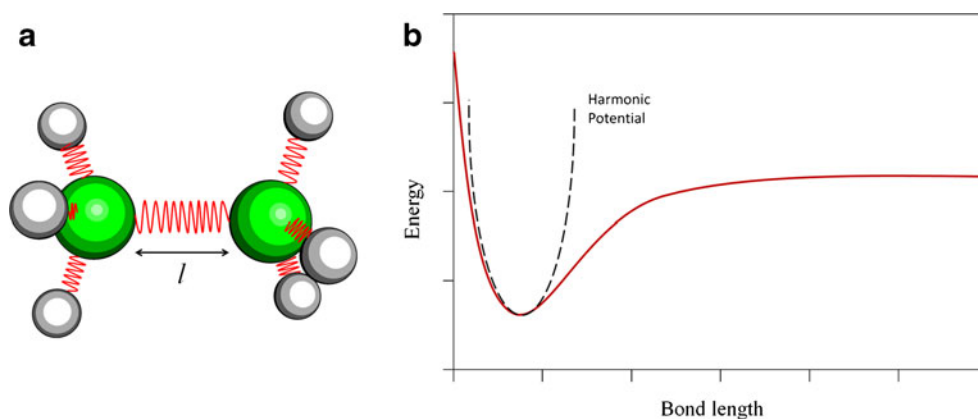 a
l
b
Harmonic
Potential
Energy
Bond length